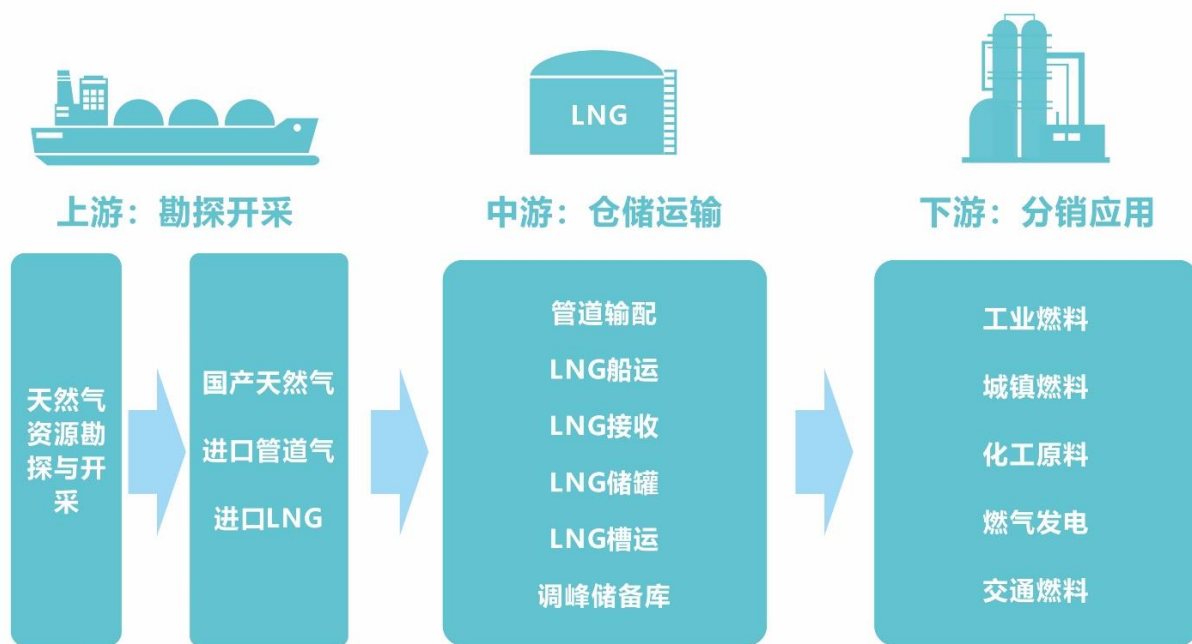 LNG
上游：勘探开采
中游：仓储运输
下游：分销应用
天然气
资源勘
探与开
采
国产天然气
进口管道气
进口LNG
管道输配
LNG船运
LNG接收
LNG储罐
LNG槽运
调峰储备库
工业燃料
城镇燃料
化工原料
燃气发电
交通燃料